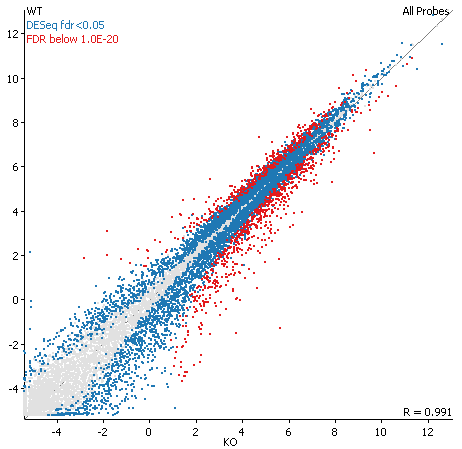 WT
All Probes
DESeq fdr<0.05
FDR below 1.0E-20
12
10
8
6
4
2
0
-2
-4
R = 0.991
-4 -2 0 2 4 6 8 10 12
KO